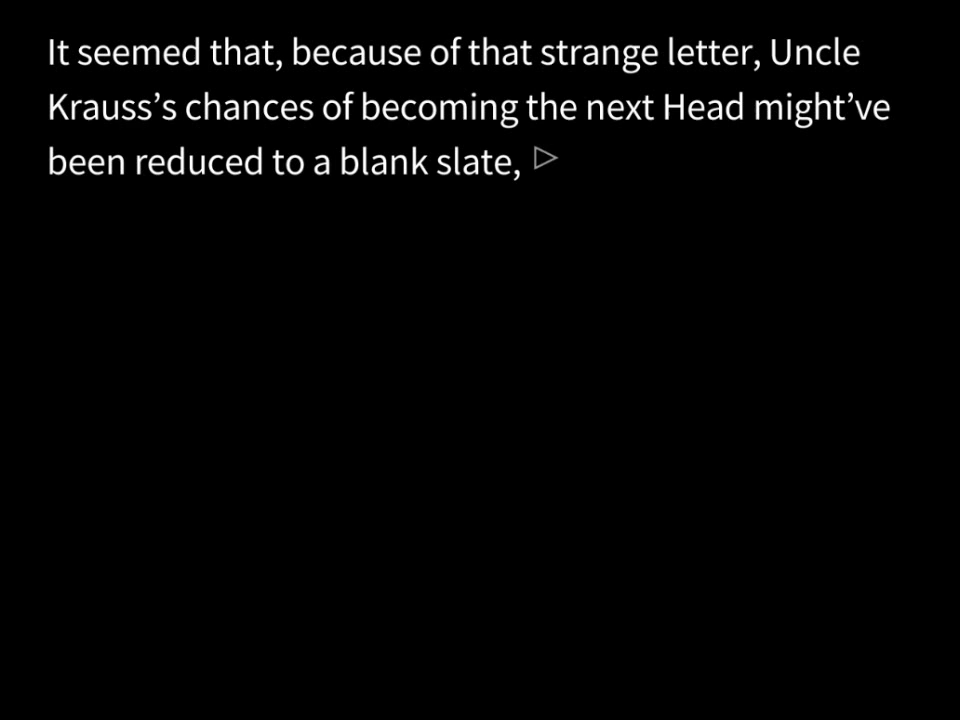 It seemed that, because of that strange letter, Uncle
Krauss’s chances of becoming the next Head might’ve
been reduced to a blank slate,